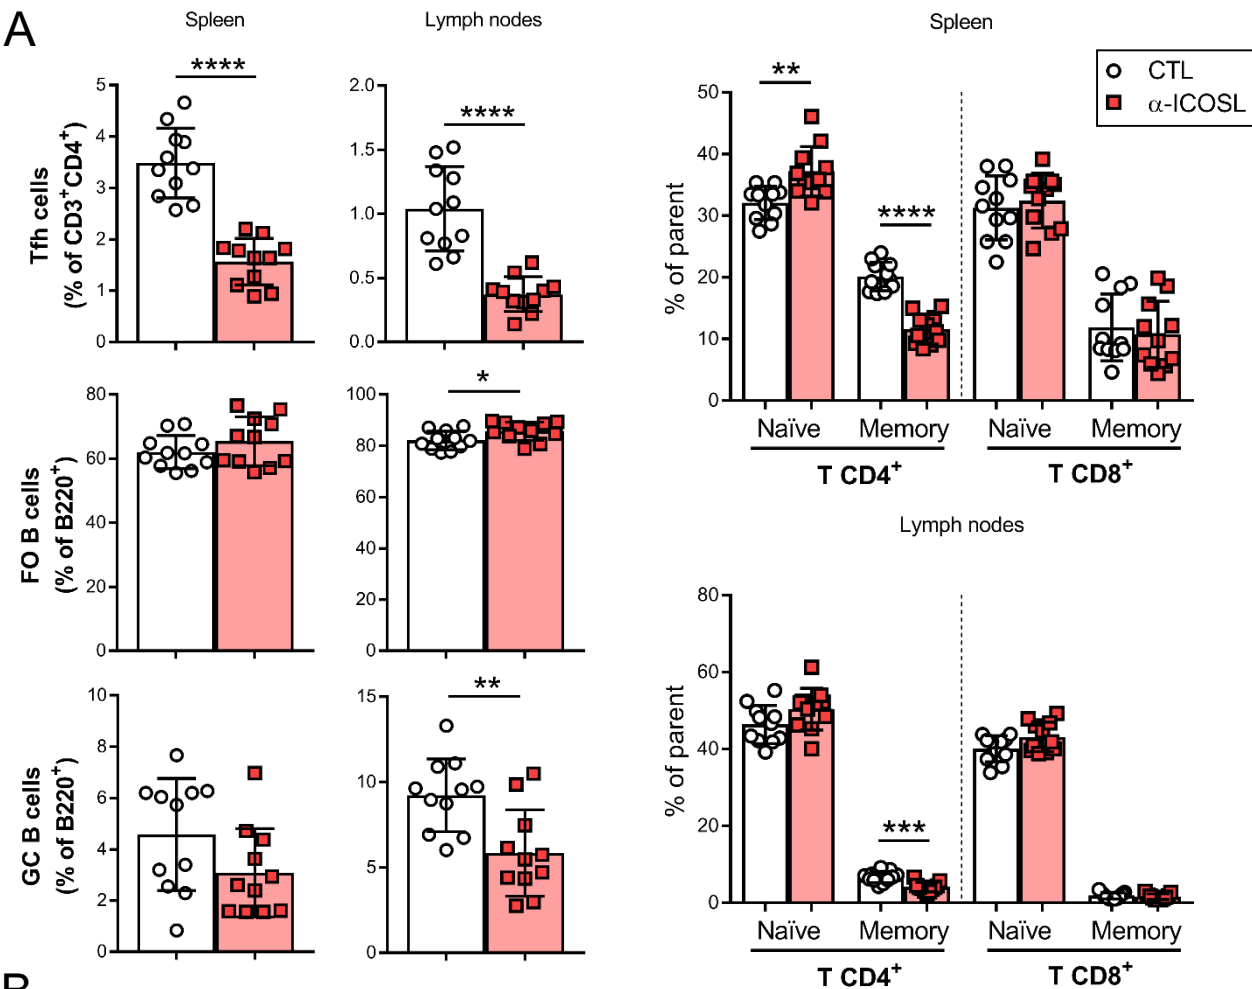 A
Spleen
Lymph nodes
Spleen
CTL
α-ICOSL
Tfh cells
(% of CD3⁺CD4⁺)
5
4
3
2
1
0
****
2.0
1.5
1.0
0.5
0.0
****
% of parent
50
40
30
20
10
0
**
****
Naïve
Memory
Naïve
Memory
T CD4⁺
T CD8⁺
FO B cells
(% of B220⁺)
80
60
40
20
0
100
80
60
40
20
0
*
Lymph nodes
% of parent
80
60
40
20
0
***
Naïve
Memory
Naïve
Memory
T CD4⁺
T CD8⁺
GC B cells
(% of B220⁺)
10
8
6
4
2
0
15
10
5
0
**